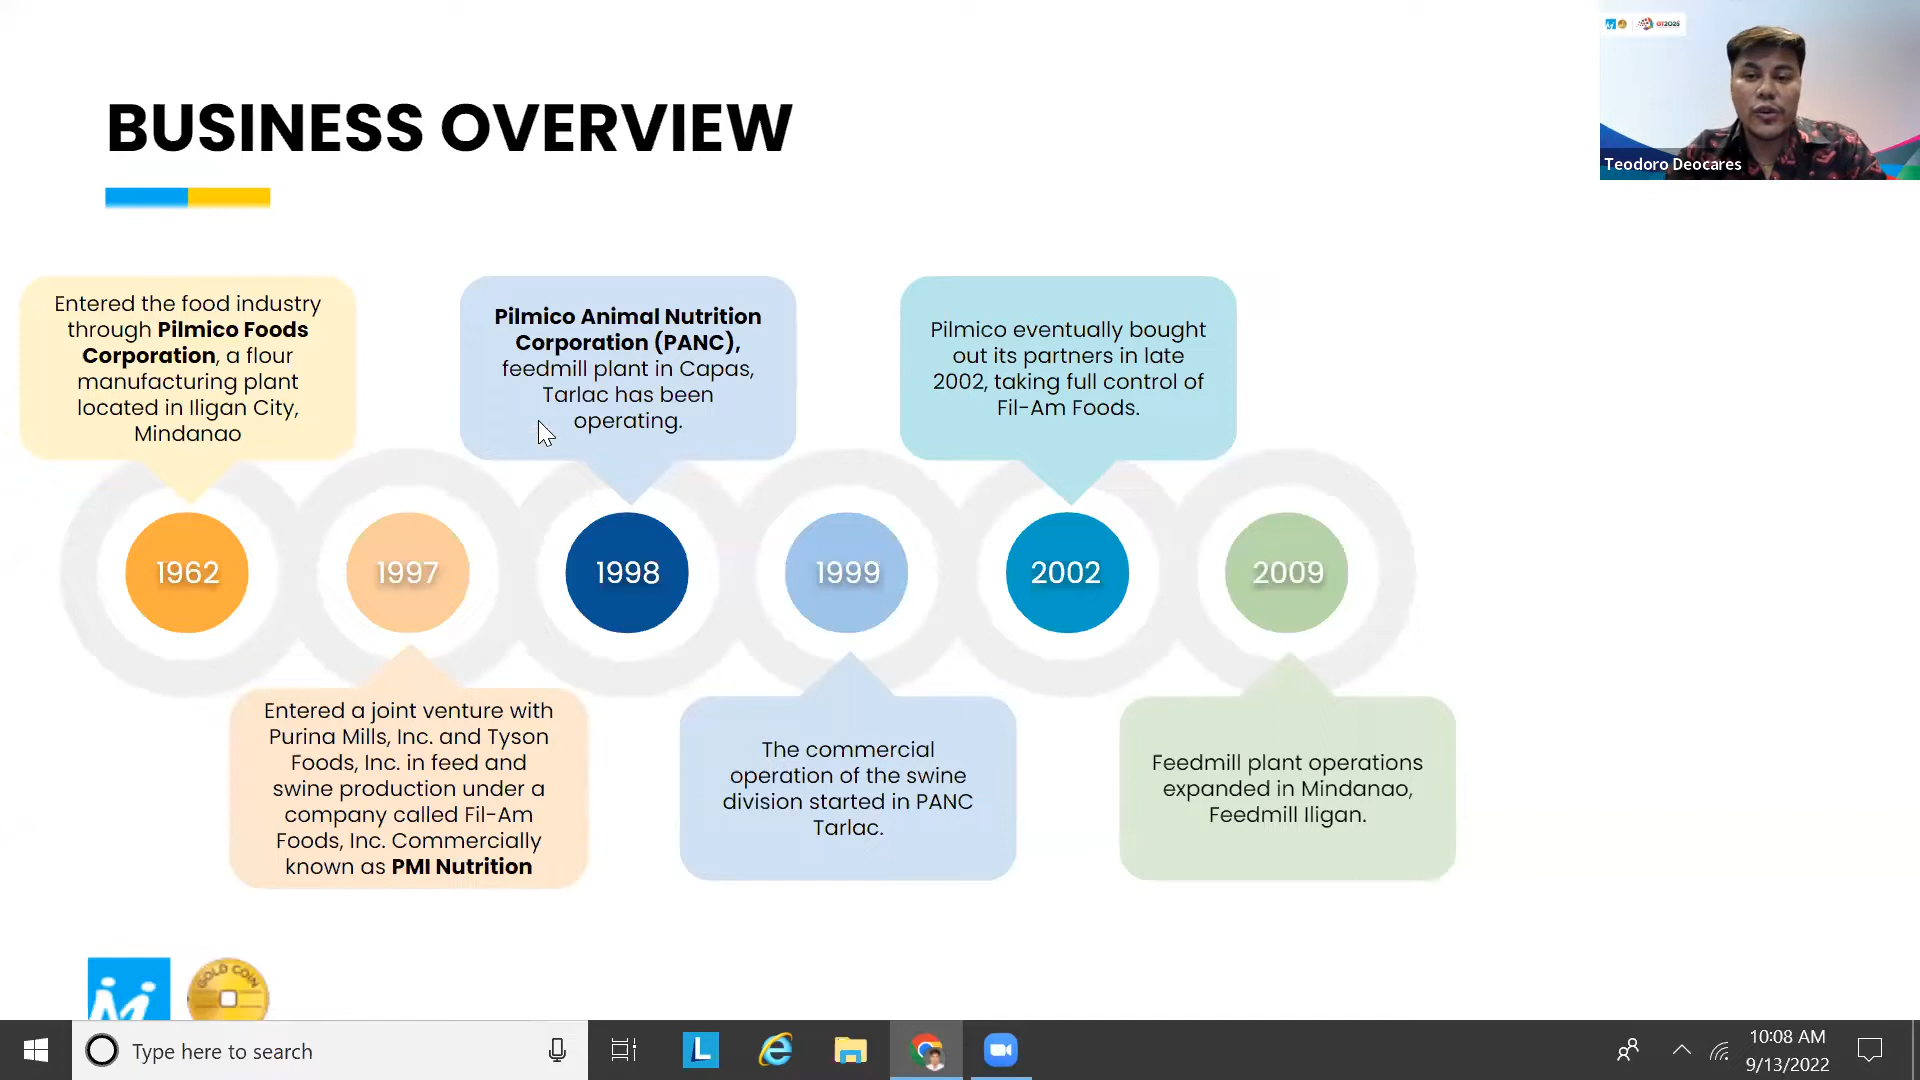 GT2025
BUSINESS OVERVIEW
Teodoro Deocares
Entered the food industry
through Pilmico Foods
Corporation, a flour
manufacturing plant
located in Iligan City,
Mindanao
Pilmico Animal Nutrition
Corporation (PANC),
feedmill plant in Capas,
Tarlac has been
operating.
Pilmico eventually bought
out its partners in late
2002, taking full control of
Fil-Am Foods.
1962
1997
1998
1999
2002
2009
Entered a joint venture with
Purina Mills, Inc. and Tyson
Foods, Inc. in feed and
swine production under a
company called Fil-Am
Foods, Inc. Commercially
known as PMI Nutrition
The commercial
operation of the swine
division started in PANC
Tarlac.
Feedmill plant operations
expanded in Mindanao,
Feedmill Iligan.
GOLD COIN
Type here to search
L
10:08 AM
9/13/2022